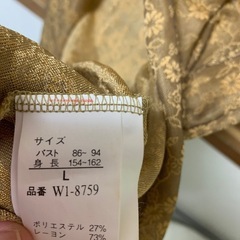 サイズ
バスト 86- 94
身長 154-162
L
品番 W1-8759
ポリエステル 27%
レーヨン 73%